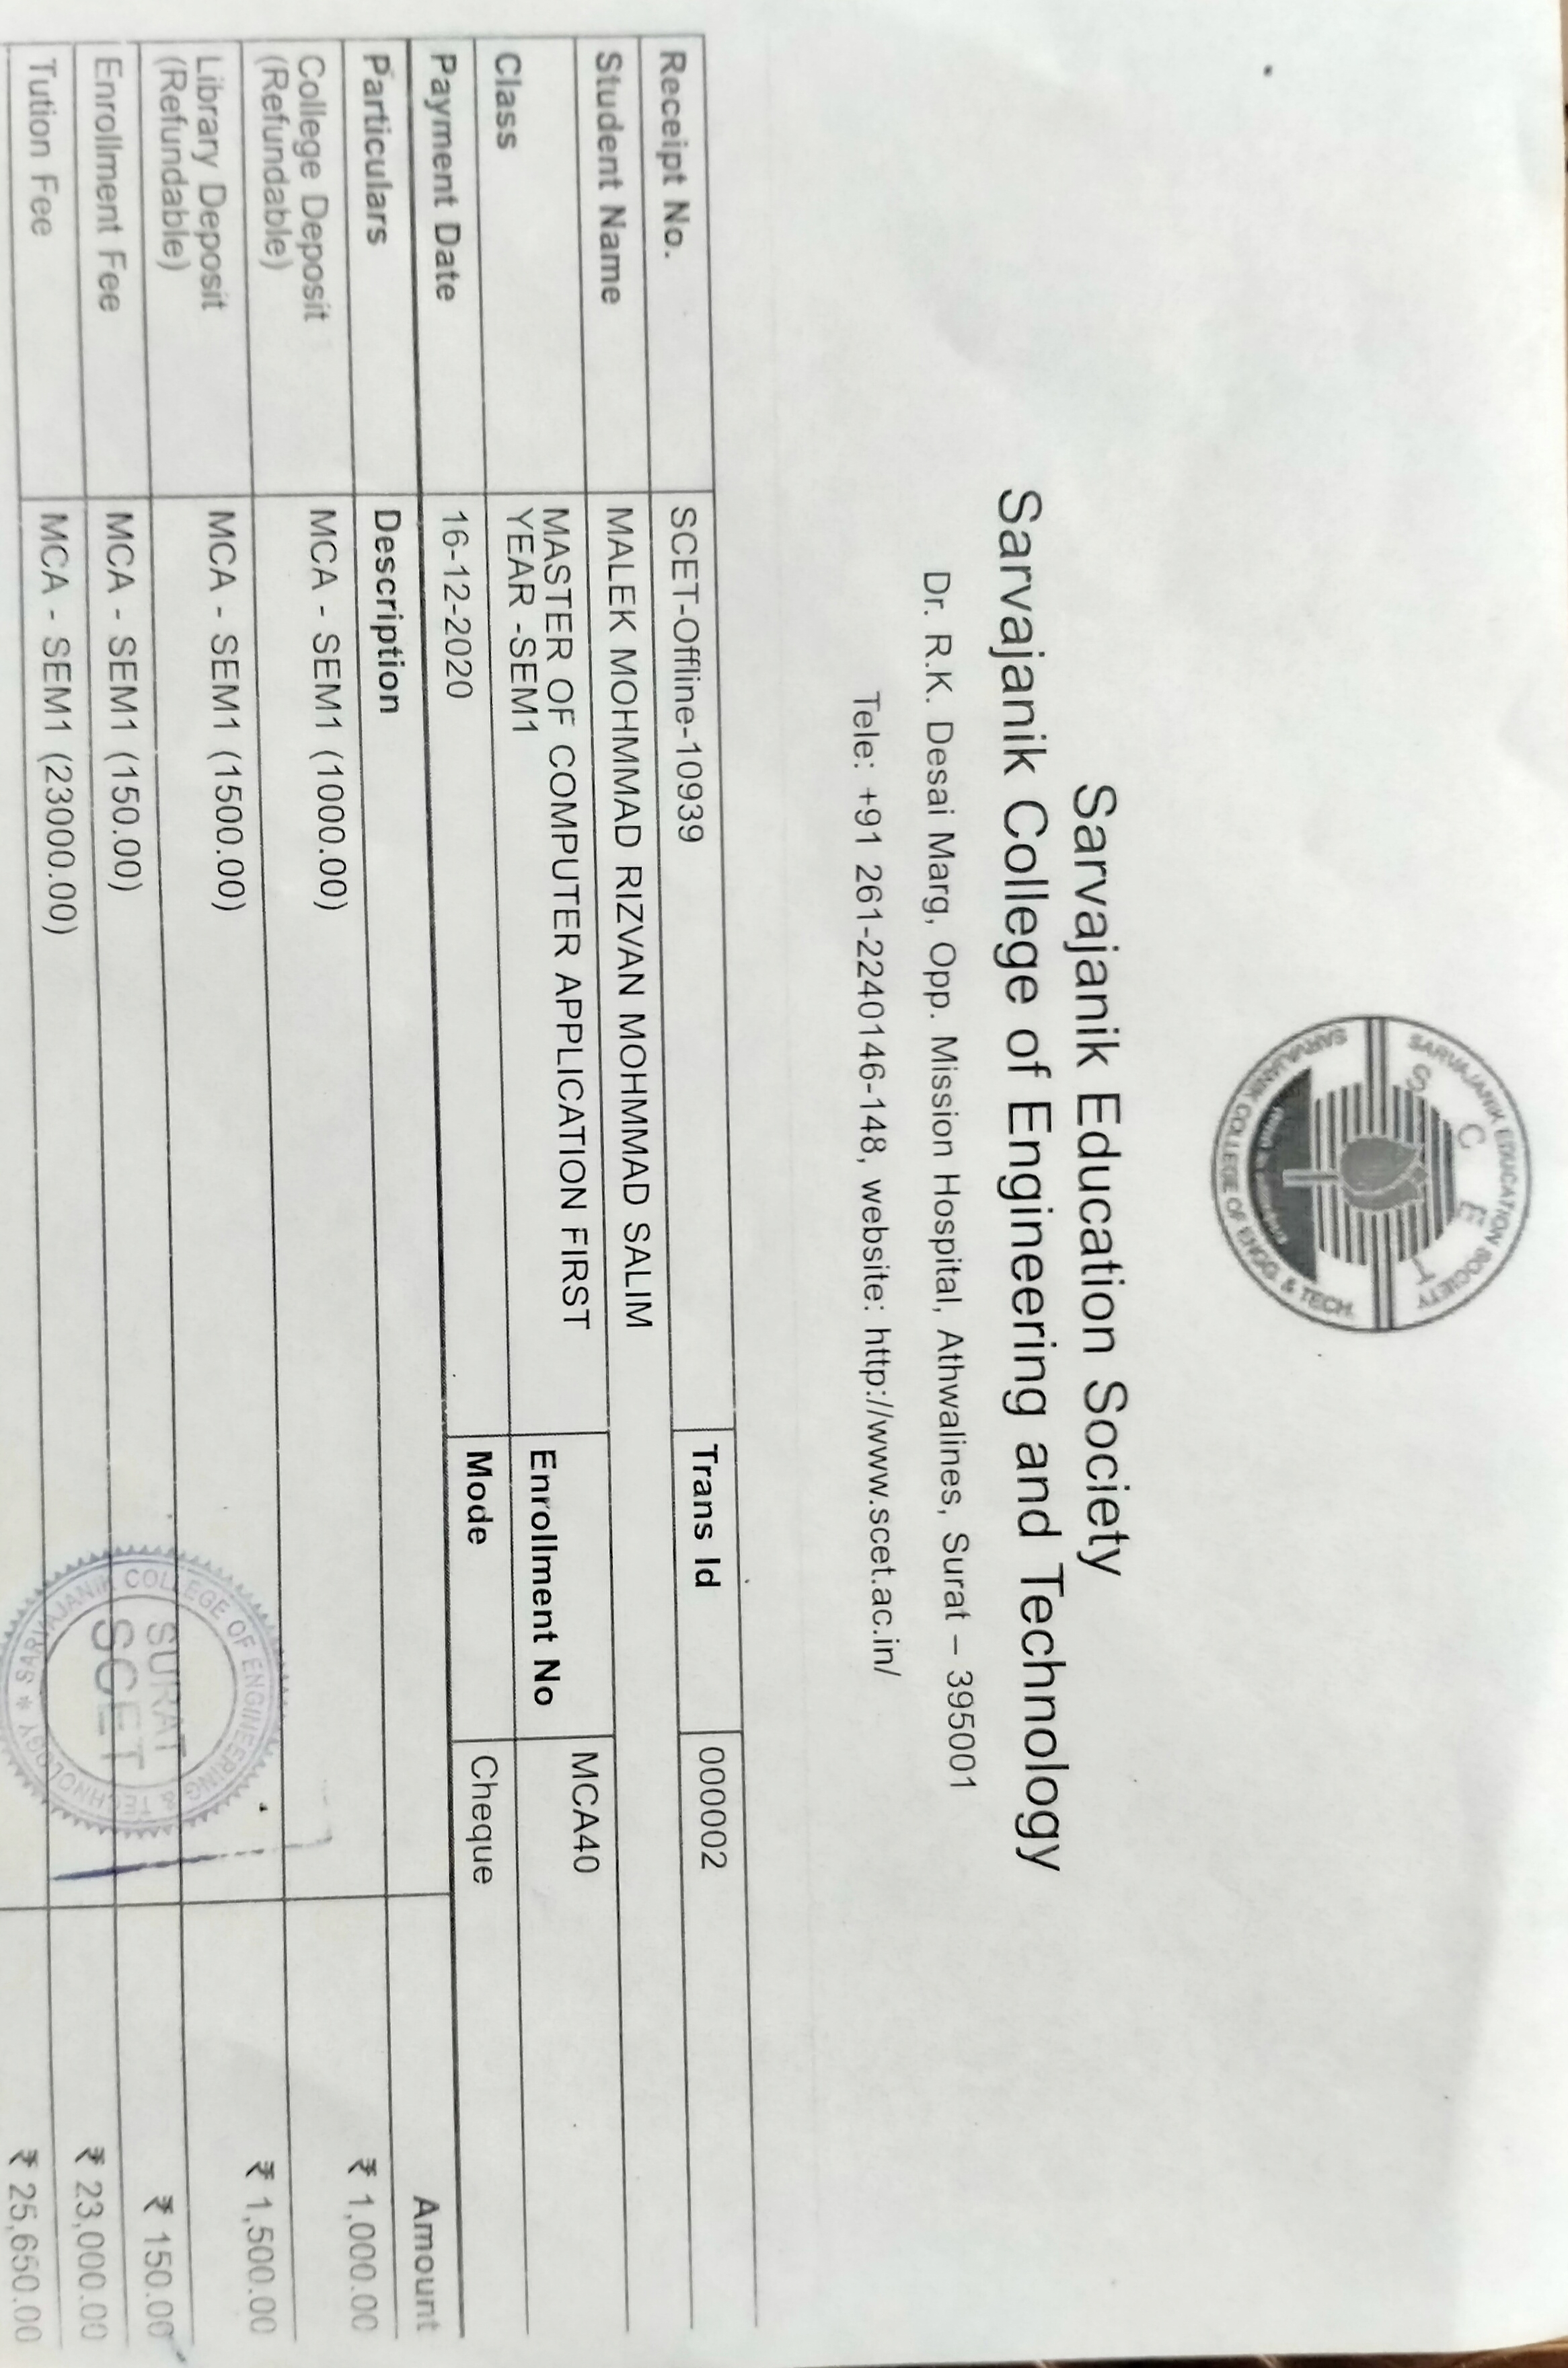 SARVAJANIK EDUCATION SOCIETY
S C E T
SARVAJANIK COLLEGE OF ENGG. & TECH.
Sarvajanik Education Society
Sarvajanik College of Engineering and Technology
Dr. R.K. Desai Marg, Opp. Mission Hospital, Athwalines, Surat – 395001
Tele: +91 261-2240146-148, website: http://www.scet.ac.in/
Receipt No. SCET-Offline-10939 Trans Id 000002
Student Name MALEK MOHMMAD RIZVAN MOHMMAD SALIM
Class MASTER OF COMPUTER APPLICATION FIRST YEAR -SEM1 Enrollment No MCA40
Payment Date 16-12-2020 Mode Cheque
Particulars Description Amount
College Deposit (Refundable) MCA - SEM1 (1000.00) ₹ 1,000.00
Library Deposit (Refundable) MCA - SEM1 (1500.00) ₹ 1,500.00
Enrollment Fee MCA - SEM1 (150.00) ₹ 150.00
Tution Fee MCA - SEM1 (23000.00) ₹ 23,000.00
₹ 25,650.00
SARVAJANIK COLLEGE OF ENGINEERING & TECHNOLOGY *
SURAT
SCET